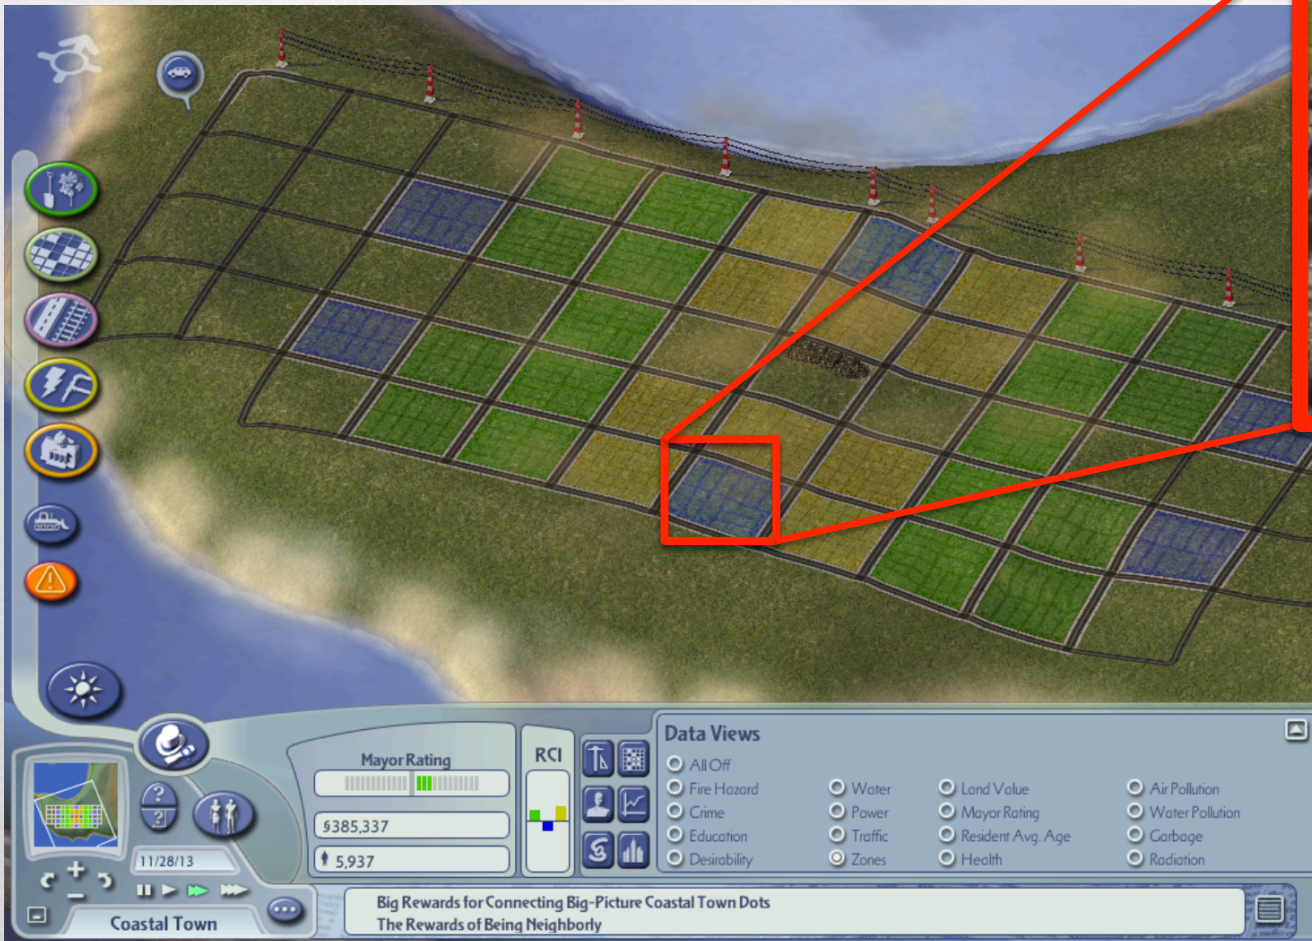 Mayor Rating
RCI
§385,337
5,937
11/28/13
Coastal Town
Data Views
All Off
Fire Hazard
Crime
Education
Desirability
Water
Power
Traffic
Zones
Land Value
Mayor Rating
Resident Avg. Age
Health
Air Pollution
Water Pollution
Garbage
Radiation
Big Rewards for Connecting Big-Picture Coastal Town Dots
The Rewards of Being Neighborly